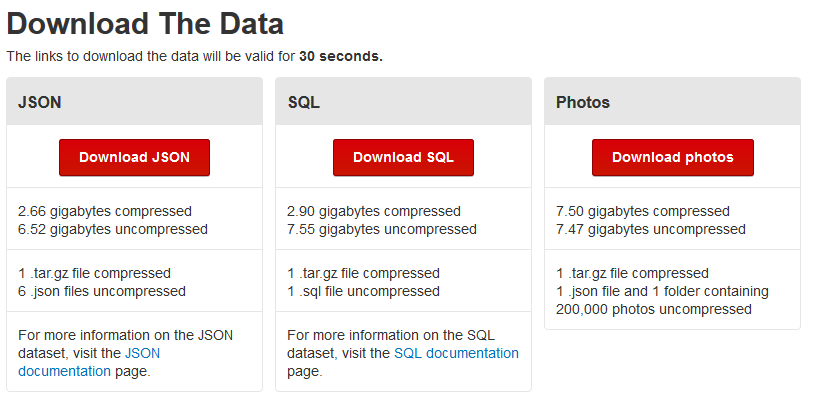 Download The Data
The links to download the data will be valid for 30 seconds.
JSON
Download JSON
2.66 gigabytes compressed
6.52 gigabytes uncompressed
1 .tar.gz file compressed
6 .json files uncompressed
For more information on the JSON
dataset, visit the JSON
documentation page.
SQL
Download SQL
2.90 gigabytes compressed
7.55 gigabytes uncompressed
1 .tar.gz file compressed
1 .sql file uncompressed
For more information on the SQL
dataset, visit the SQL documentation
page.
Photos
Download photos
7.50 gigabytes compressed
7.47 gigabytes uncompressed
1 .tar.gz file compressed
1 .json file and 1 folder containing
200,000 photos uncompressed